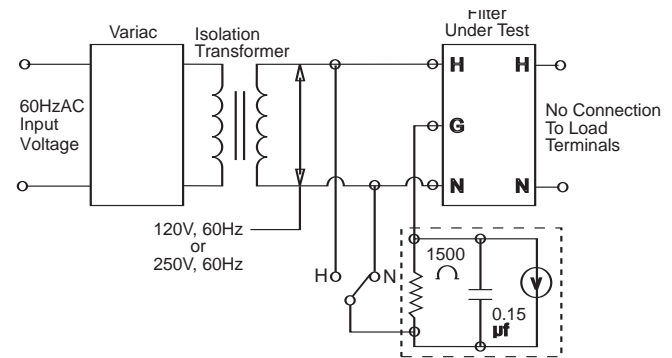 Variac
Isolation
Transformer
Filter
Under Test
60HzAC
Input
Voltage
H
H
G
N
N
No Connection
To Load
Terminals
120V, 60Hz
or
250V, 60Hz
H
N
1500
V
0.15
µf